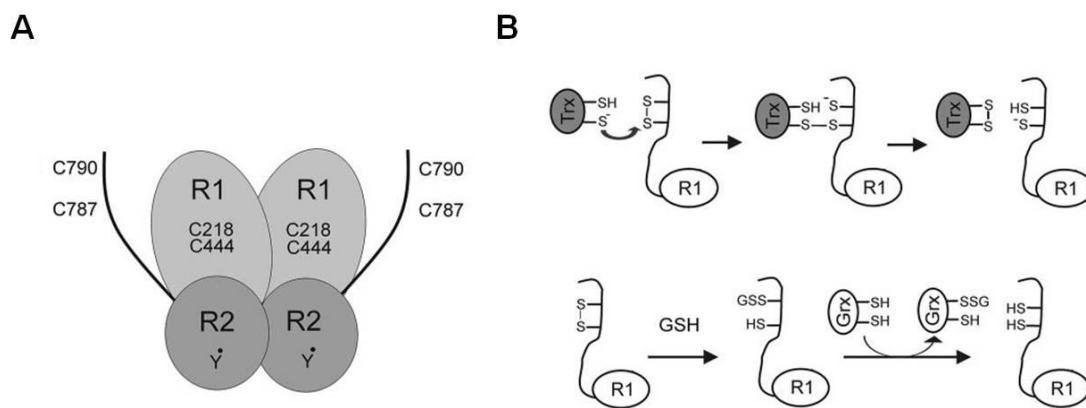 A
C790
C787
R1
C218
C444
R1
C218
C444
C790
C787
R2
Y•
R2
Y•
B
Trx
SH
S-
S
S
R1
Trx
SH
S
-S
S
R1
Trx
S
S
HS
-S
R1
S
S
R1
GSH
GSS
HS
R1
Grx
SH
SH
Grx
SSG
SH
HS
HS
R1